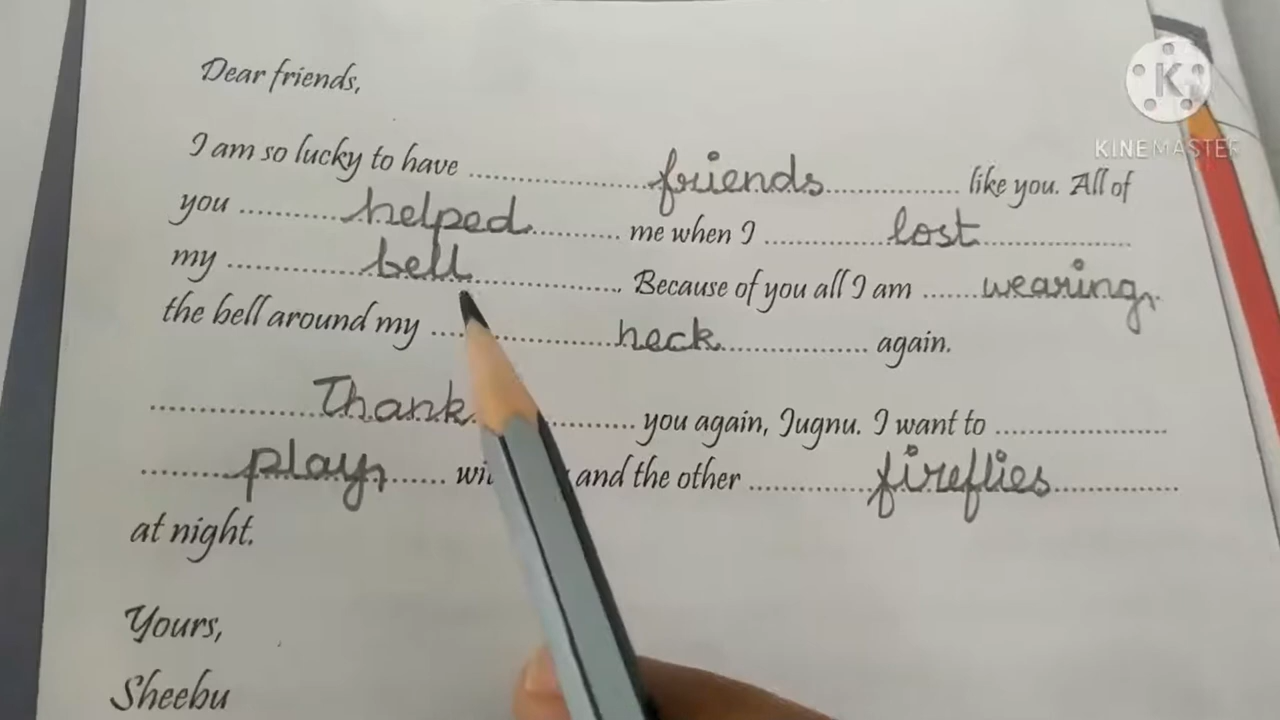 Dear friends,
I am so lucky to have ........ friends ........ like you. All of
you ........ helped ........ me when I ........ lost ........
my ........ bell ........ Because of you all I am ...... wearing
the bell around my ........ neck ........ again.
........ Thank ........ you again, Jugnu. I want to ........
........ play ........ and the other ........ fireflies ........
at night.
Yours,
Sheebu
K
KINEMASTER